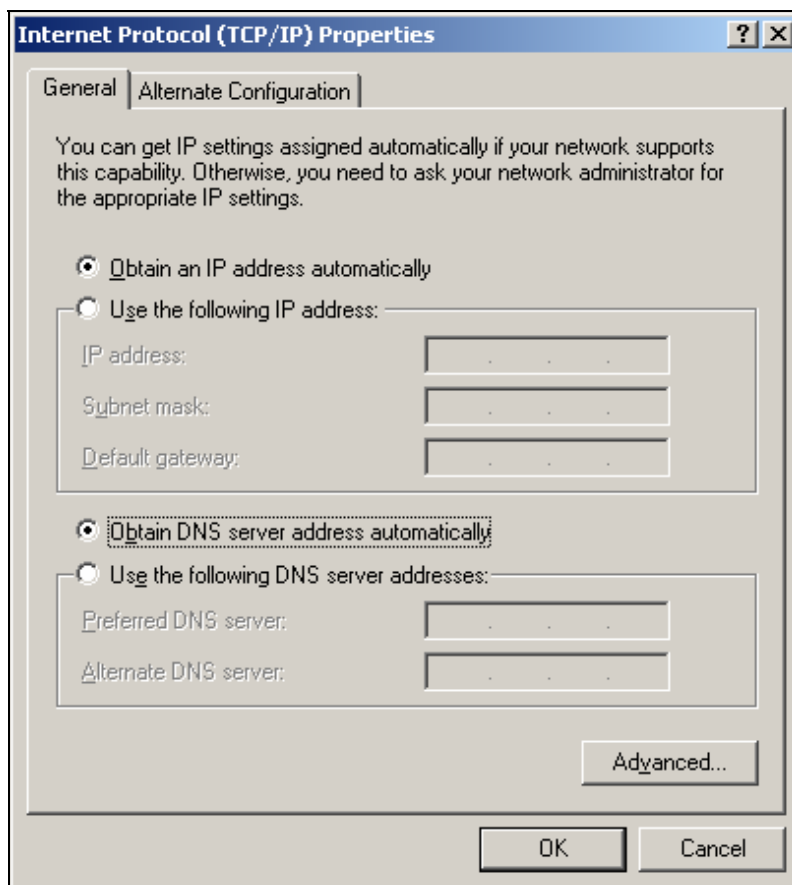 Internet Protocol (TCP/IP) Properties
General
Alternate Configuration
You can get IP settings assigned automatically if your network supports
this capability. Otherwise, you need to ask your network administrator for
the appropriate IP settings.
Obtain an IP address automatically
Use the following IP address:
IP address:
Subnet mask:
Default gateway:
Obtain DNS server address automatically
Use the following DNS server addresses:
Preferred DNS server:
Alternate DNS server:
Advanced...
OK
Cancel